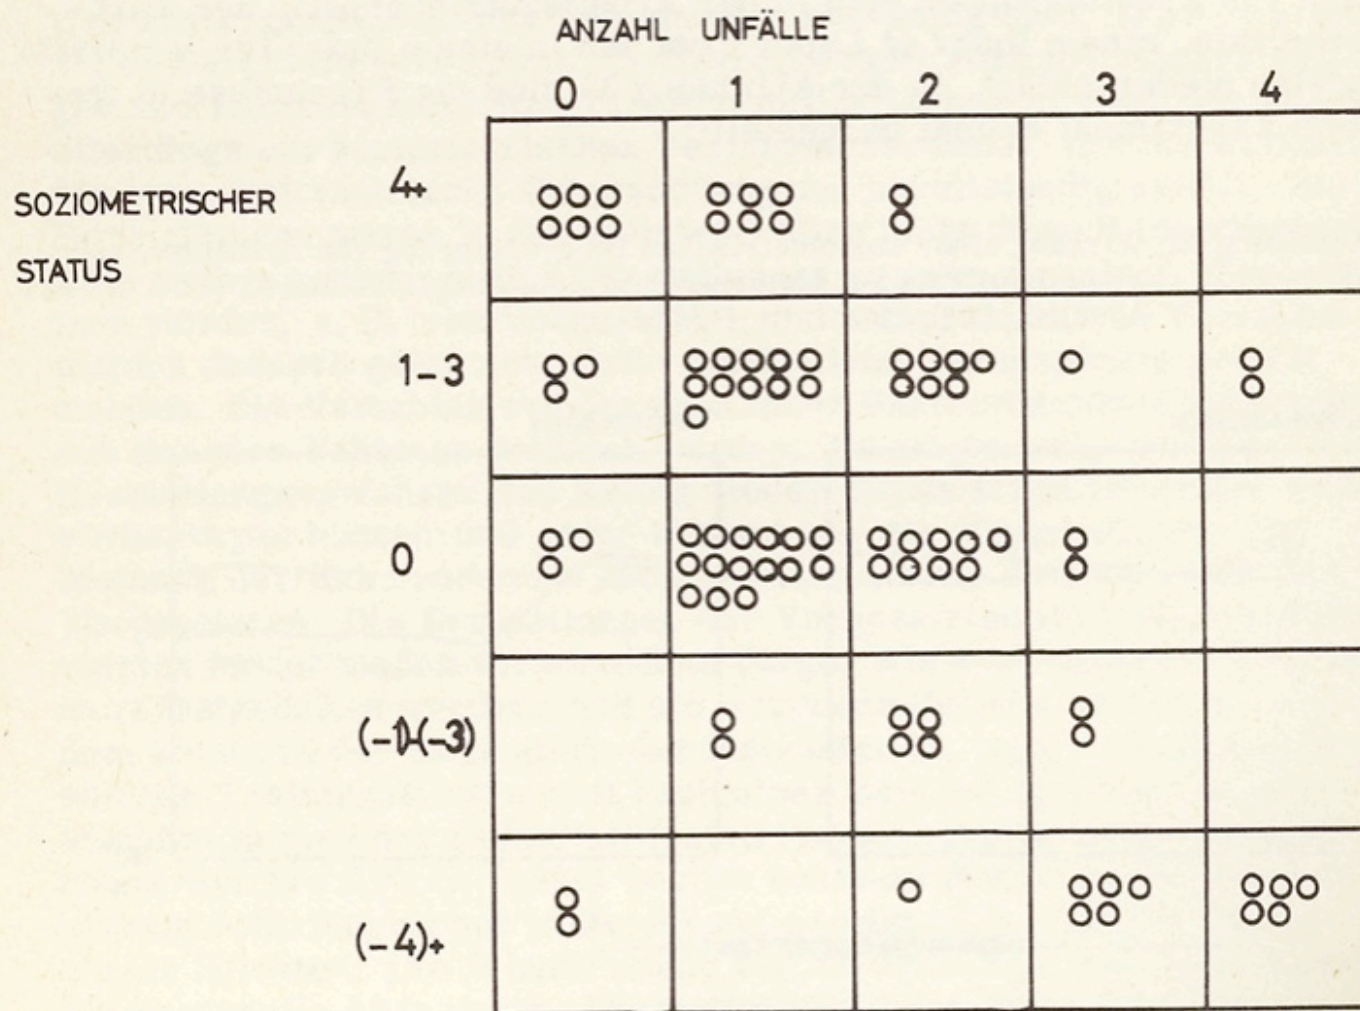 ANZAHL UNFÄLLE
0 1 2 3 4
4+
SOZIOMETRISCHER
STATUS
1-3
0
(-1)-(-3)
(-4)+